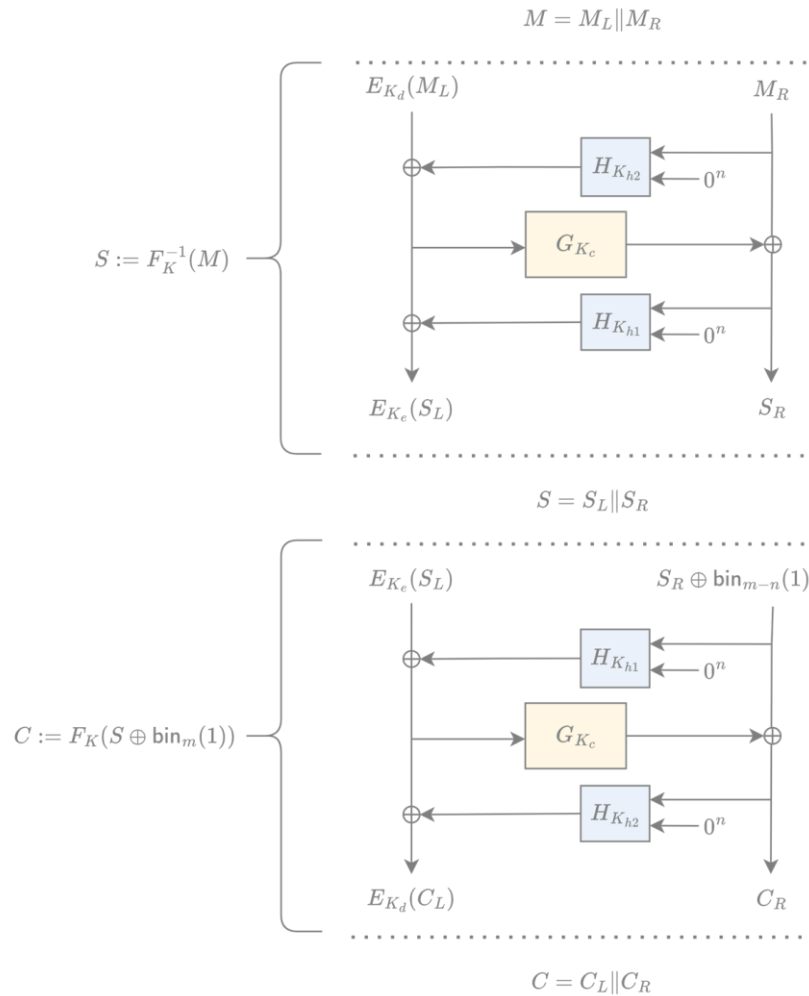 M = M_L‖M_R
E_{K_d}(M_L)
M_R
H_{K_{h2}}
0^n
S := F_K^{-1}(M)
G_{K_c}
H_{K_{h1}}
0^n
E_{K_e}(S_L)
S_R
S = S_L‖S_R
E_{K_e}(S_L)
S_R ⊕ bin_{m−n}(1)
H_{K_{h1}}
0^n
C := F_K(S ⊕ bin_m(1))
G_{K_c}
H_{K_{h2}}
0^n
E_{K_d}(C_L)
C_R
C = C_L‖C_R